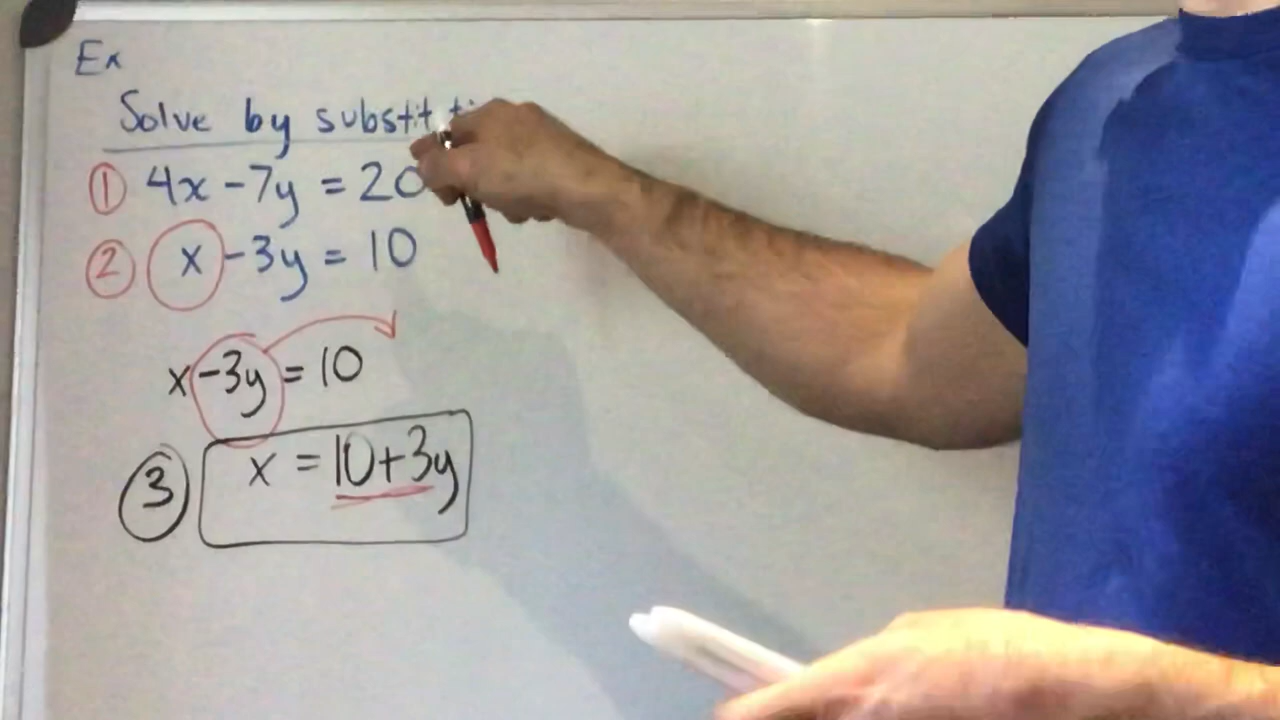 Ex
Solve by
① 4x - 7y = 20
② x - 3y = 10
x - 3y = 10
③ x = 10+3y